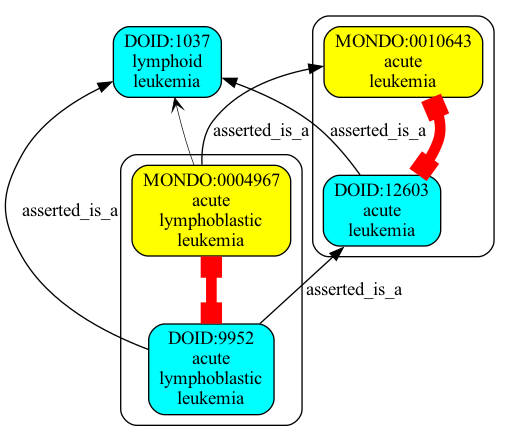 DOID:1037
lymphoid
leukemia
MONDO:0010643
acute
leukemia
asserted_is_a
asserted_is_a
MONDO:0004967
acute
lymphoblastic
leukemia
DOID:12603
acute
leukemia
asserted_is_a
asserted_is_a
DOID:9952
acute
lymphoblastic
leukemia